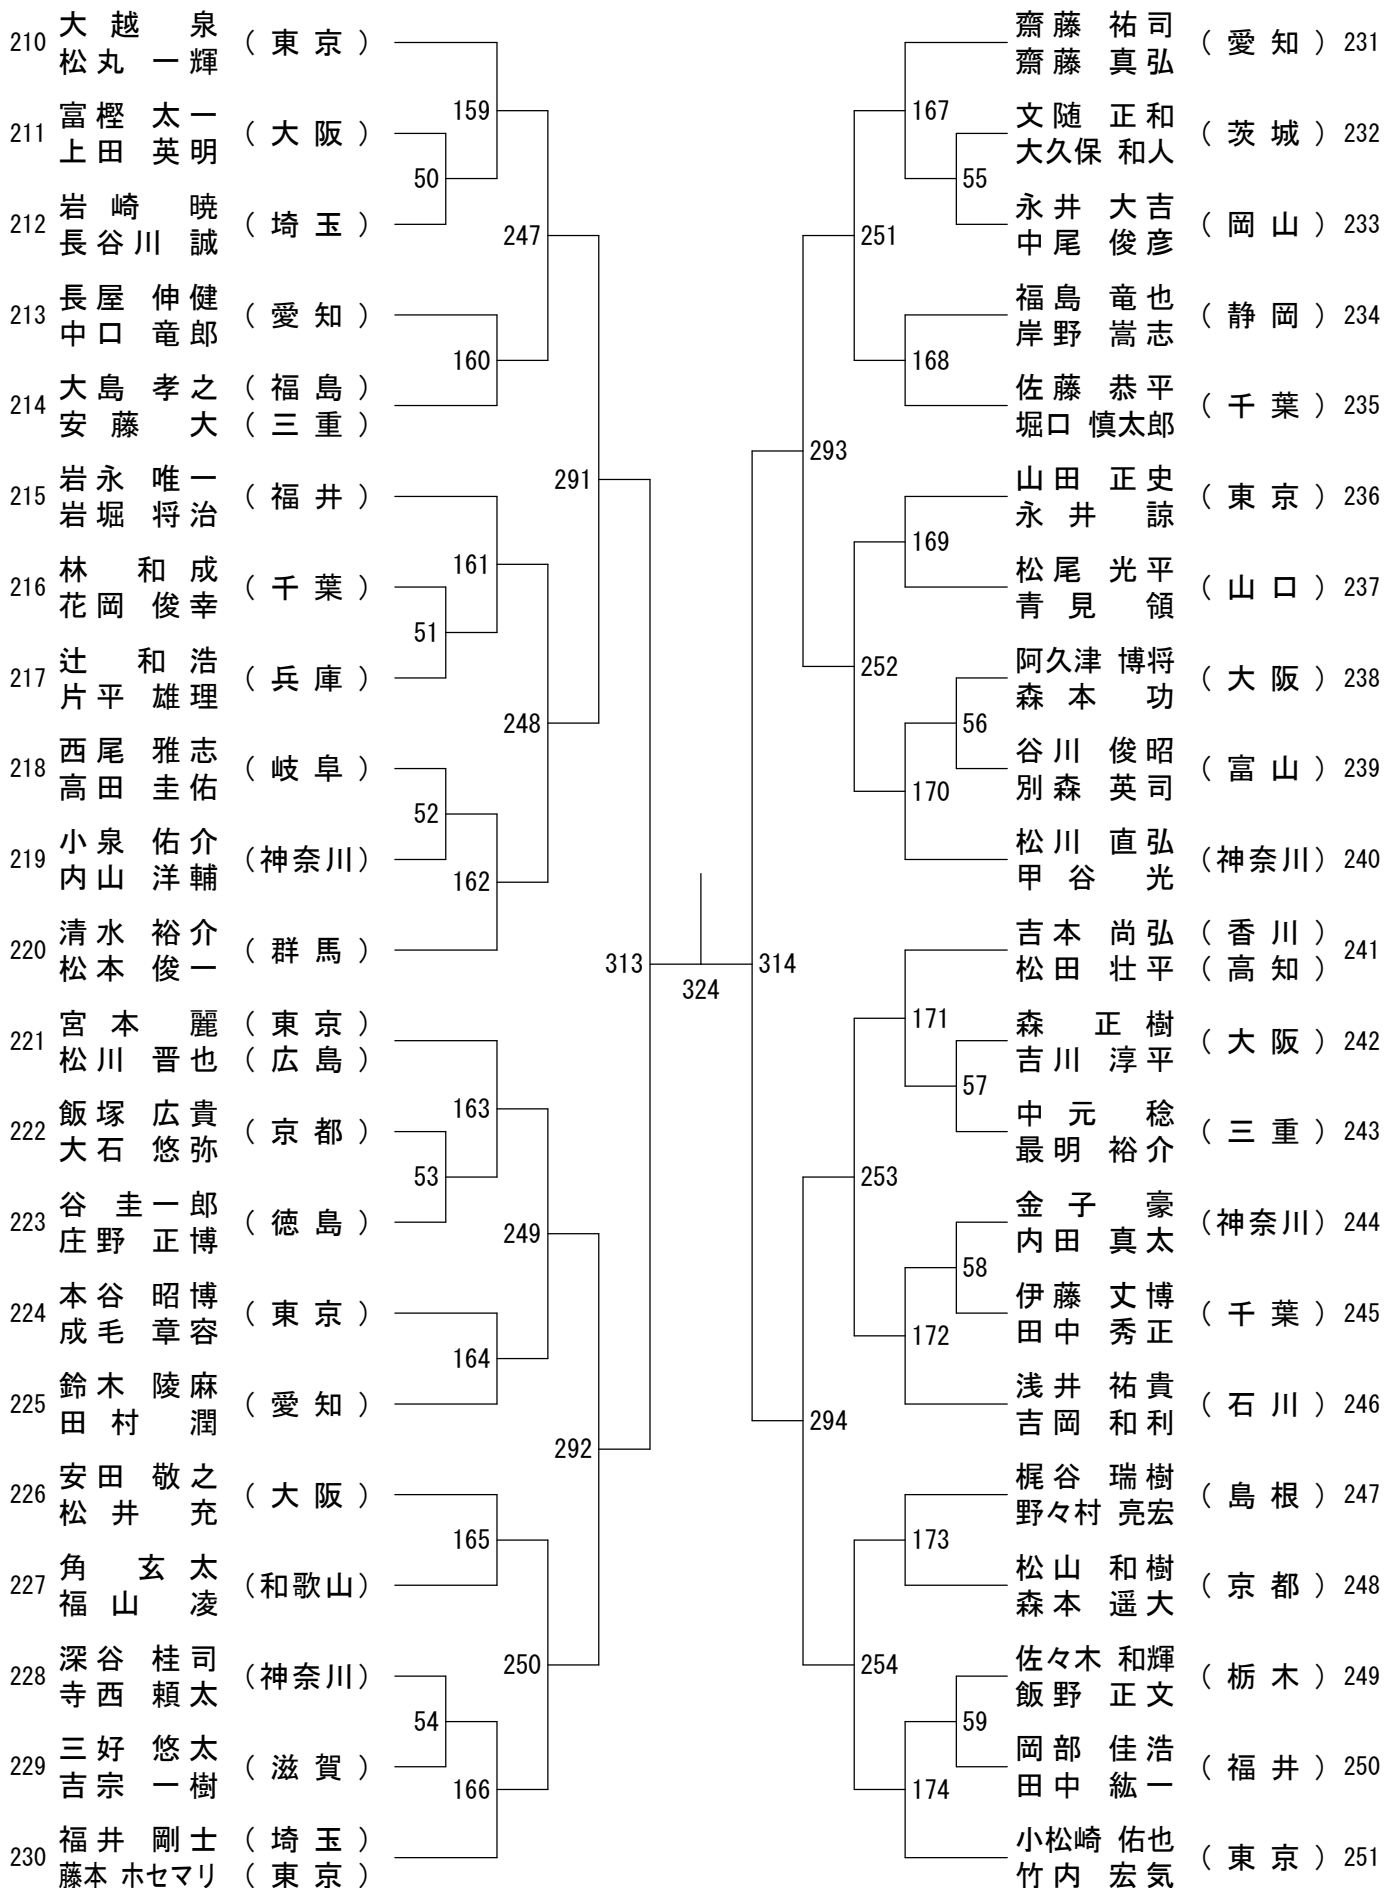 210 大越 泉 (東京)
松丸 一輝
159
211 富樫 太一 (大阪)
上田 英明
50
212 岩崎 暁 (埼玉)
長谷川 誠
247
213 長屋 伸健 (愛知)
中口 竜郎
160
214 大島 孝之 (福島)
安藤 大 (三重)
291
215 岩永 唯一 (福井)
岩堀 将治
161
216 林 和成 (千葉)
花岡 俊幸
51
217 辻 和浩 (兵庫)
片平 雄理
248
218 西尾 雅志 (岐阜)
高田 圭佑
52
219 小泉 佑介 (神奈川)
内山 洋輔
162
220 清水 裕介 (群馬)
松本 俊一
313
221 宮本 麗 (東京)
松川 晋也 (広島)
163
222 飯塚 広貴 (京都)
大石 悠弥
53
223 谷 圭一郎 (徳島)
庄野 正博
249
224 本谷 昭博 (東京)
成毛 章容
164
225 鈴木 陵麻 (愛知)
田村 潤
292
226 安田 敬之 (大阪)
松井 充
165
227 角 玄太 (和歌山)
福山 凌
250
228 深谷 桂司 (神奈川)
寺西 頼太
54
229 三好 悠太 (滋賀)
吉宗 一樹
166
230 福井 剛士 (埼玉)
藤本 ホセマリ (東京)
324
齋藤 祐司 (愛知) 231
齋藤 真弘
167
文随 正和 (茨城) 232
大久保 和人
55
永井 大吉 (岡山) 233
中尾 俊彦
251
福島 竜也 (静岡) 234
岸野 嵩志
168
佐藤 恭平 (千葉) 235
堀口 慎太郎
293
山田 正史 (東京) 236
永井 諒
169
松尾 光平 (山口) 237
青見 領
252
阿久津 博将 (大阪) 238
森本 功
56
谷川 俊昭 (富山) 239
別森 英司
170
松川 直弘 (神奈川) 240
甲谷 光
314
吉本 尚弘 (香川) 241
松田 壮平 (高知)
171
森 正樹 (大阪) 242
吉川 淳平
57
中元 稔 (三重) 243
最明 裕介
253
金子 豪 (神奈川) 244
内田 真太
58
伊藤 丈博 (千葉) 245
田中 秀正
172
浅井 祐貴 (石川) 246
吉岡 和利
294
梶谷 瑞樹 (島根) 247
野々村 亮宏
173
松山 和樹 (京都) 248
森本 遥大
254
佐々木 和輝 (栃木) 249
飯野 正文
59
岡部 佳浩 (福井) 250
田中 紘一
174
小松崎 佑也 (東京) 251
竹内 宏気